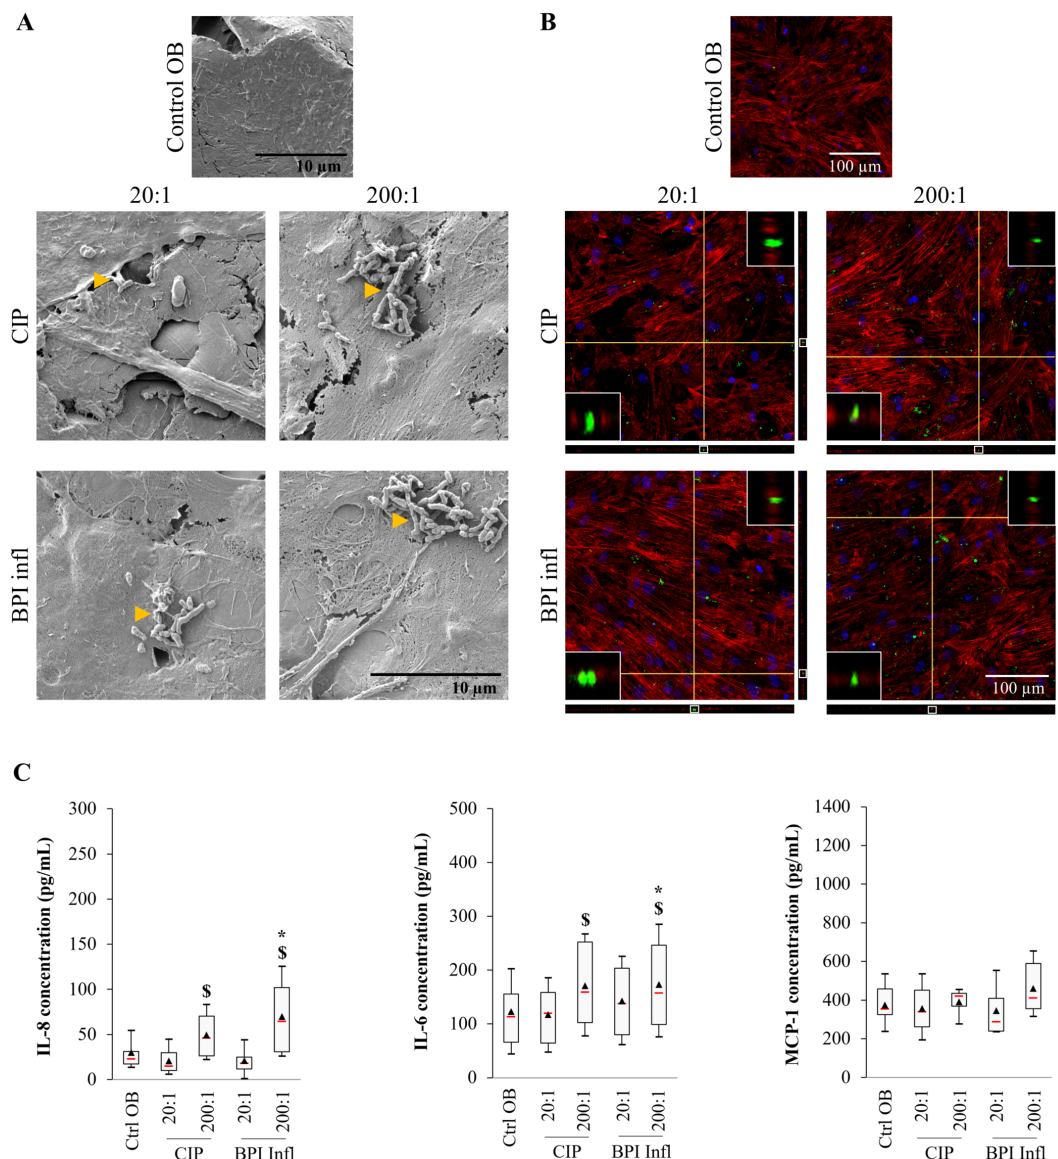 A
Control OB
10 µm
20:1
200:1
CIP
BPI infl
10 µm
B
Control OB
100 µm
20:1
200:1
CIP
BPI infl
100 µm
C
IL-8 concentration (pg/mL)
300
250
200
150
100
50
0
$
*
$
Ctrl OB
20:1
200:1
20:1
200:1
CIP
BPI Infl
IL-6 concentration (pg/mL)
500
400
300
200
100
0
$
*
$
Ctrl OB
20:1
200:1
20:1
200:1
CIP
BPI Infl
MCP-1 concentration (pg/mL)
1400
1200
1000
800
600
400
200
0
Ctrl OB
20:1
200:1
20:1
200:1
CIP
BPI Infl